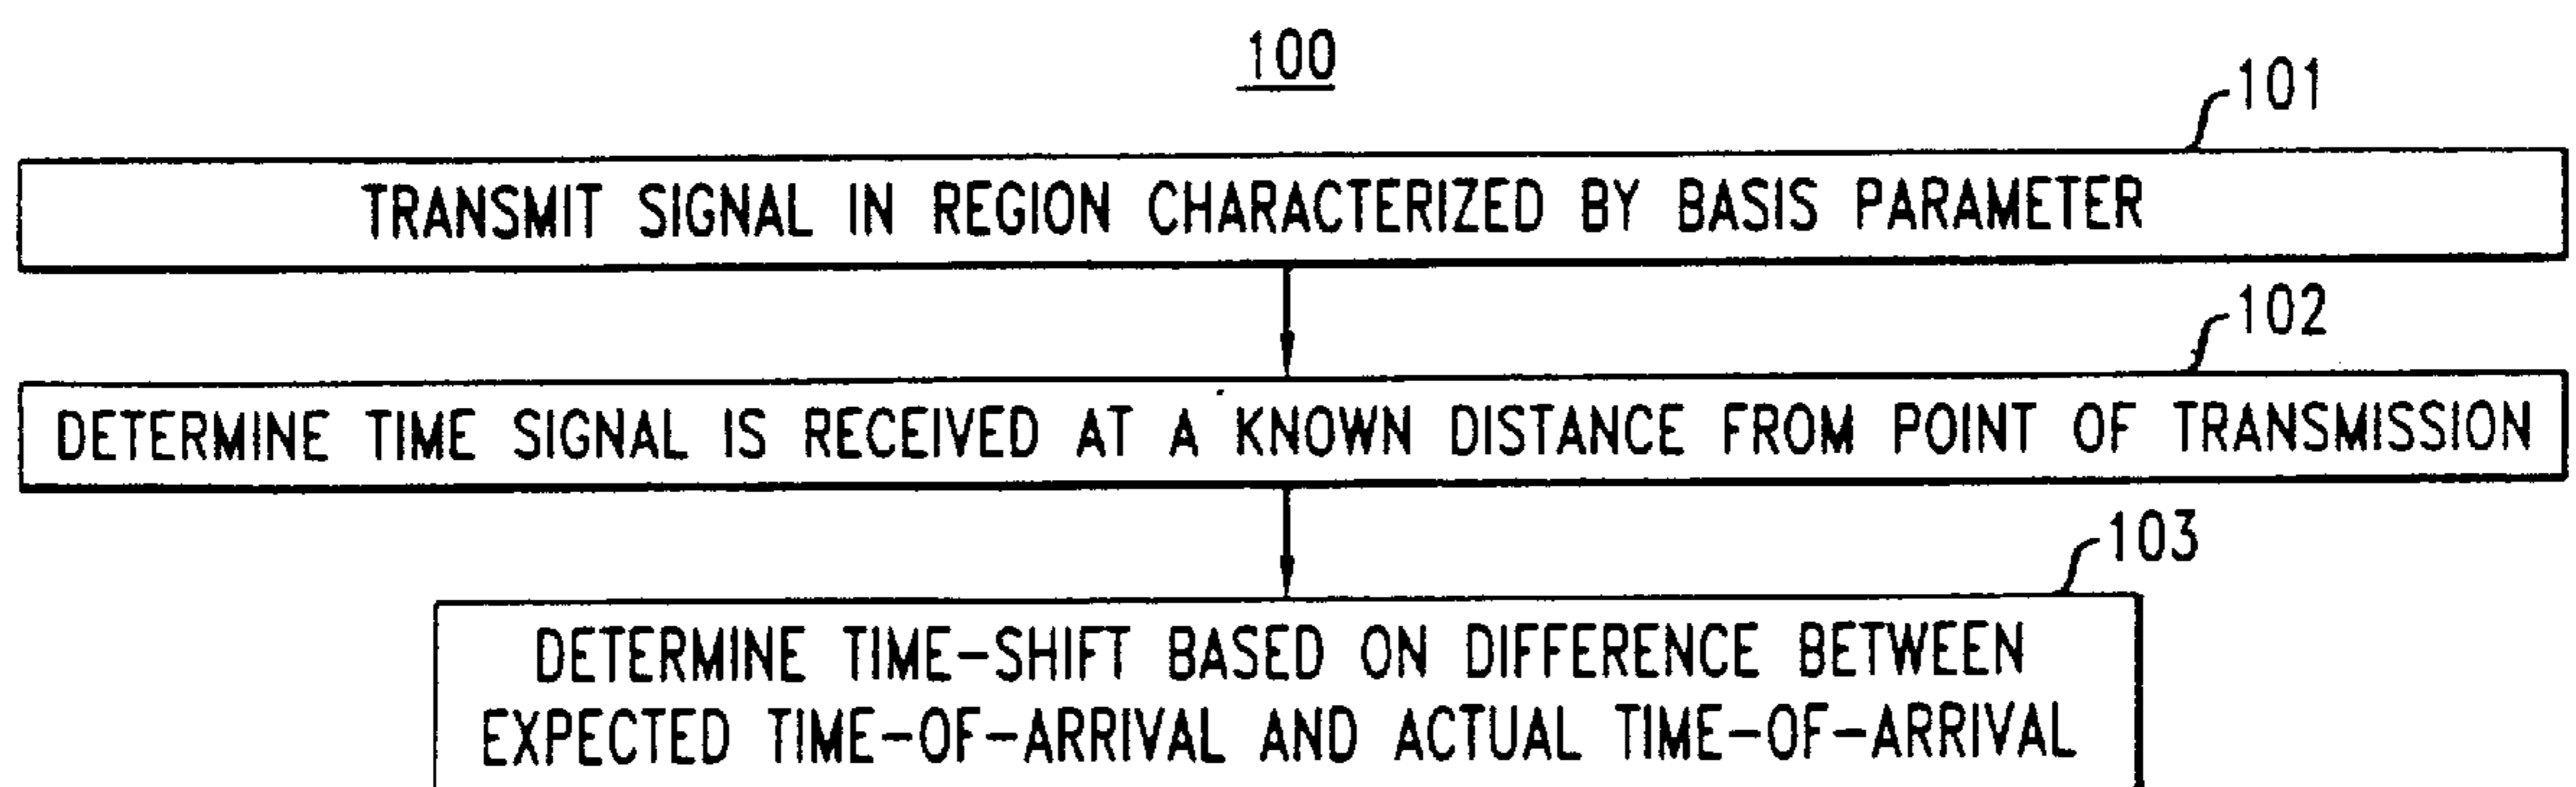 100
101
TRANSMIT SIGNAL IN REGION CHARACTERIZED BY BASIS PARAMETER
102
DETERMINE TIME SIGNAL IS RECEIVED AT A KNOWN DISTANCE FROM POINT OF TRANSMISSION
103
DETERMINE TIME-SHIFT BASED ON DIFFERENCE BETWEEN
EXPECTED TIME-OF-ARRIVAL AND ACTUAL TIME-OF-ARRIVAL